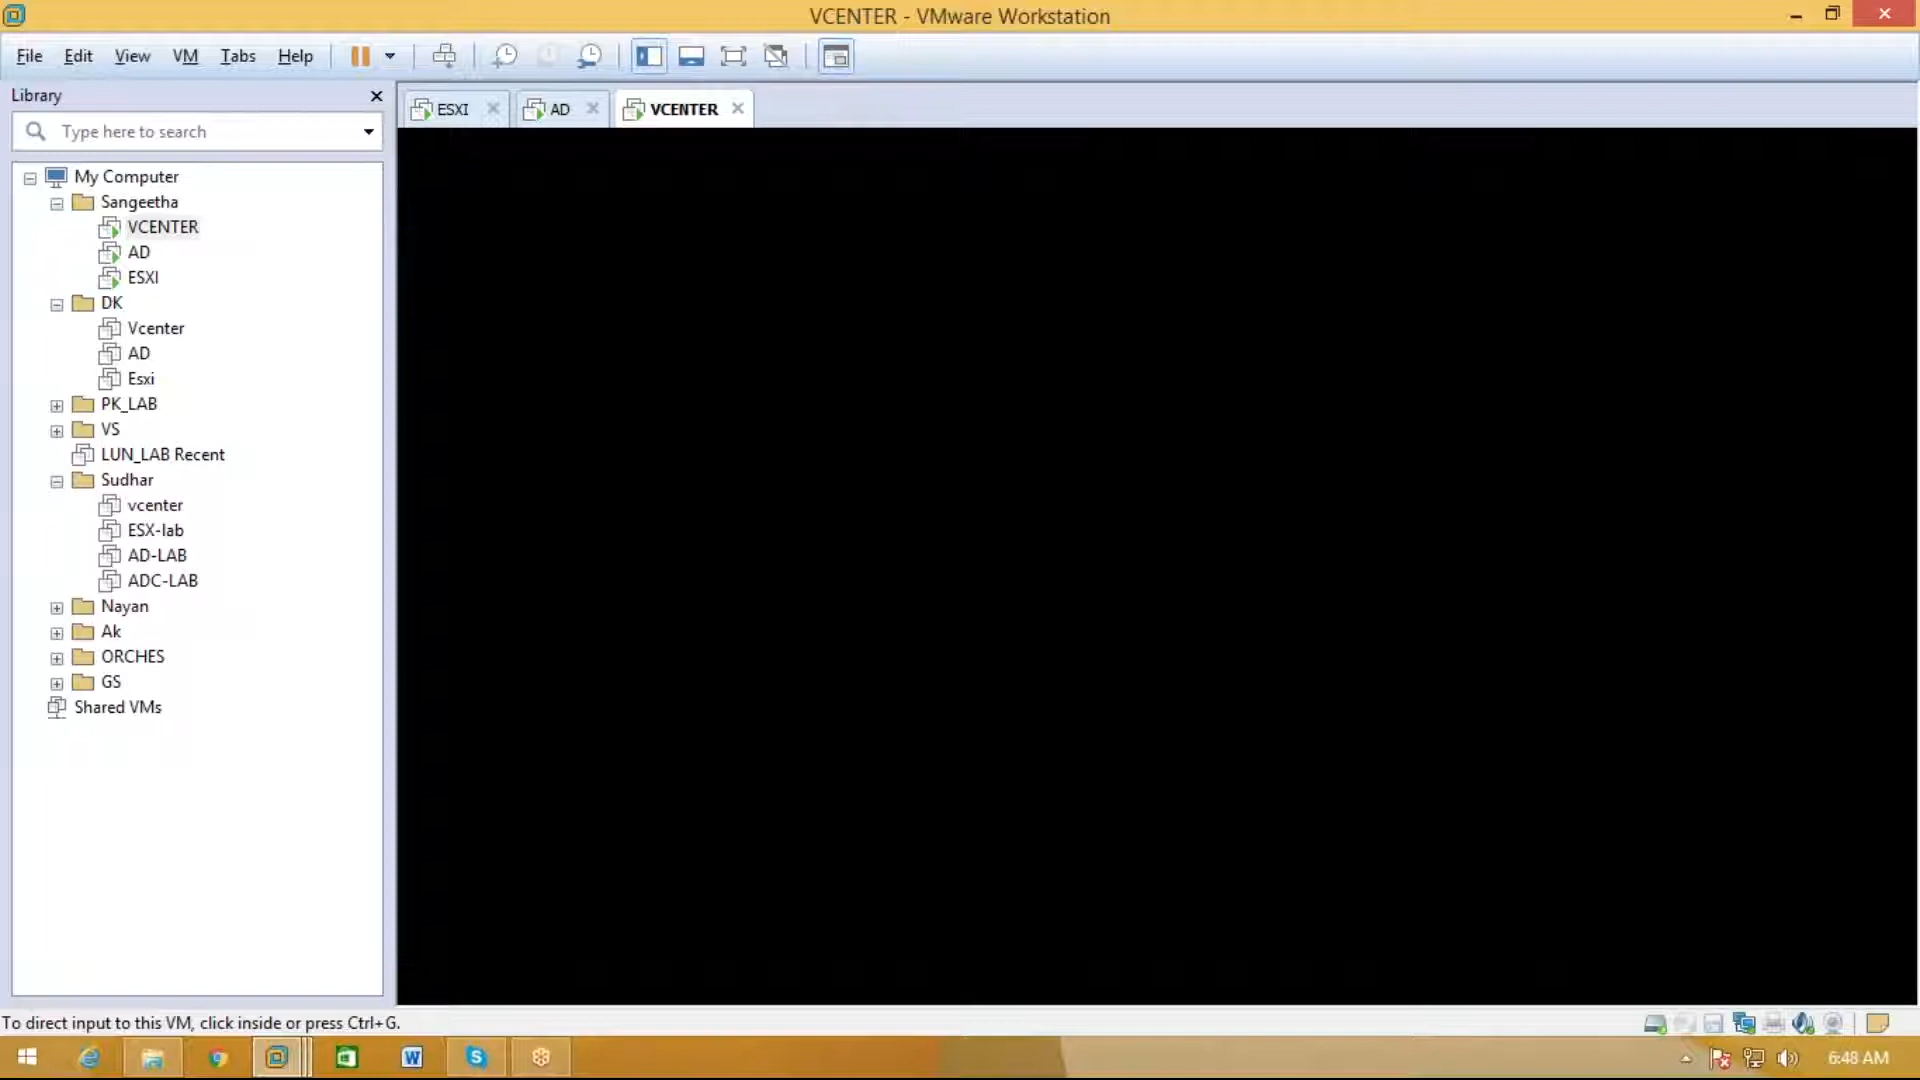 VCENTER - VMware Workstation
File Edit View VM Tabs Help
Library
Type here to search
ESXI AD VCENTER
My Computer
Sangeetha
VCENTER
AD
ESXI
DK
Vcenter
AD
Esxi
PK_LAB
VS
LUN_LAB Recent
Sudhar
vcenter
ESX-lab
AD-LAB
ADC-LAB
Nayan
Ak
ORCHES
GS
Shared VMs
To direct input to this VM, click inside or press Ctrl+G.
6:48 AM